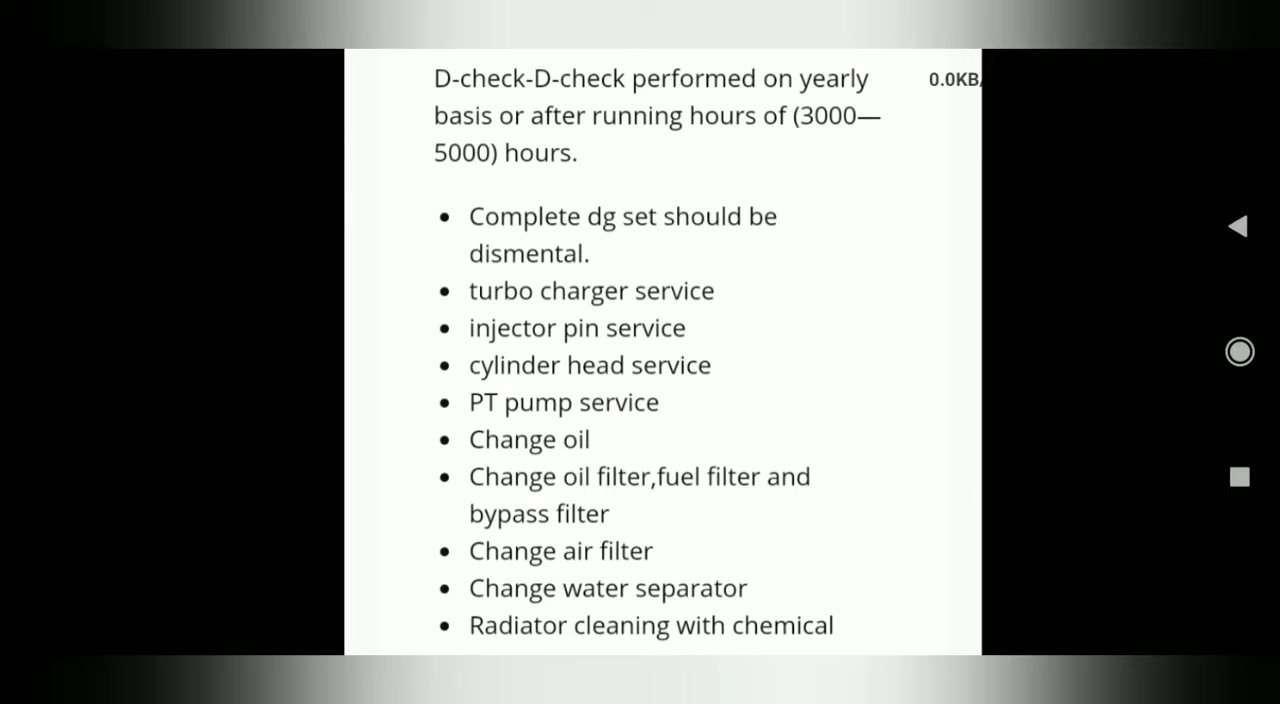 D-check-D-check performed on yearly
0.0KB/
basis or after running hours of (3000—
5000) hours.
• Complete dg set should be
dismental.
• turbo charger service
• injector pin service
• cylinder head service
• PT pump service
• Change oil
• Change oil filter,fuel filter and
bypass filter
• Change air filter
• Change water separator
• Radiator cleaning with chemical